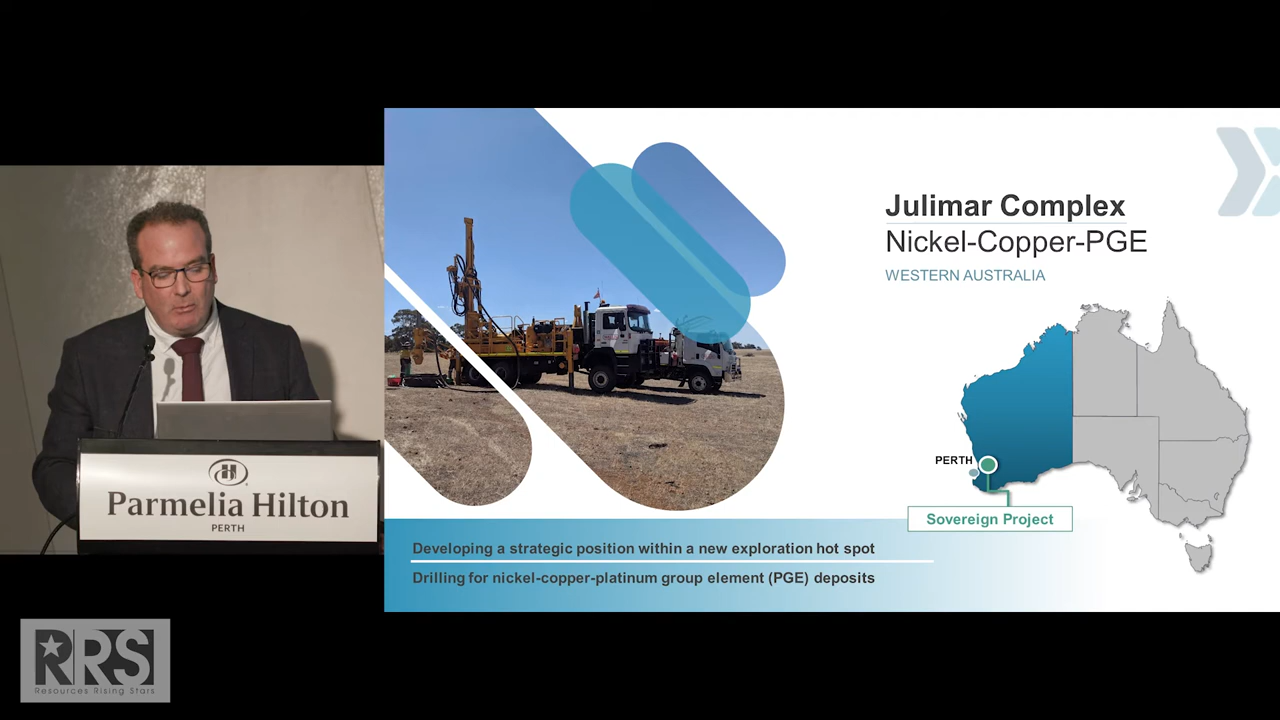 Julimar Complex
Nickel-Copper-PGE
WESTERN AUSTRALIA
PERTH
Sovereign Project
Developing a strategic position within a new exploration hot spot
Drilling for nickel-copper-platinum group element (PGE) deposits
H
Parmelia Hilton
PERTH
RRS
Resources Rising Stars